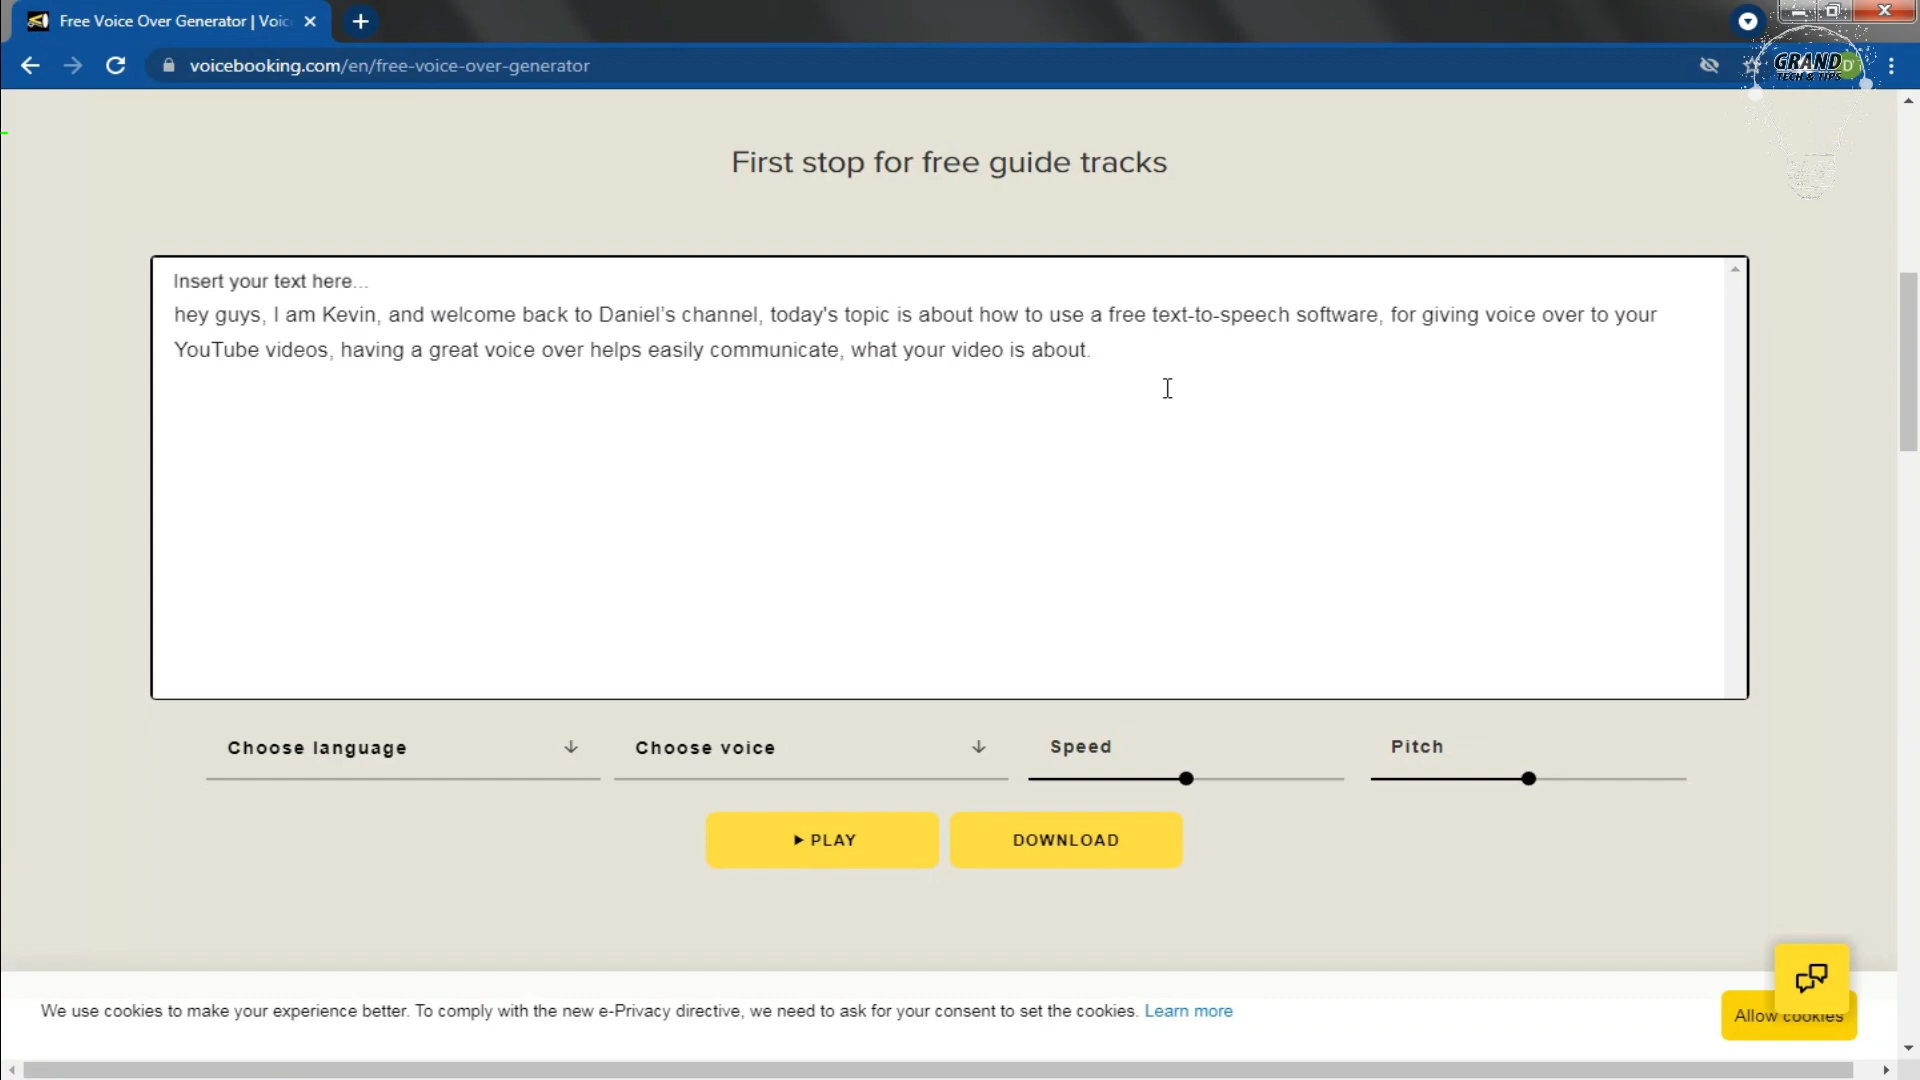 Free Voice Over Generator | Voic
voicebooking.com/en/free-voice-over-generator
GRAND
TECH & TIPS
D
First stop for free guide tracks
Insert your text here...
hey guys, I am Kevin, and welcome back to Daniel's channel, today's topic is about how to use a free text-to-speech software, for giving voice over to your
YouTube videos, having a great voice over helps easily communicate, what your video is about.
Choose language
Choose voice
Speed
Pitch
PLAY
DOWNLOAD
We use cookies to make your experience better. To comply with the new e-Privacy directive, we need to ask for your consent to set the cookies. Learn more
Allow cookies